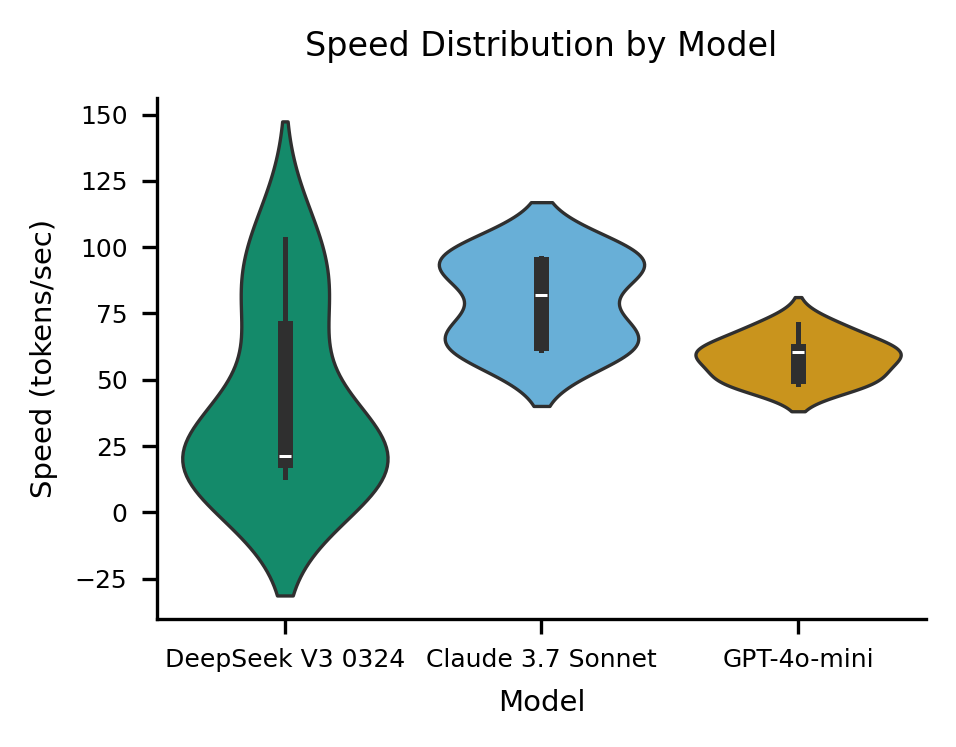 Speed Distribution by Model
Speed (tokens/sec)
150
125
100
75
50
25
0
−25
DeepSeek V3 0324 Claude 3.7 Sonnet GPT-4o-mini
Model